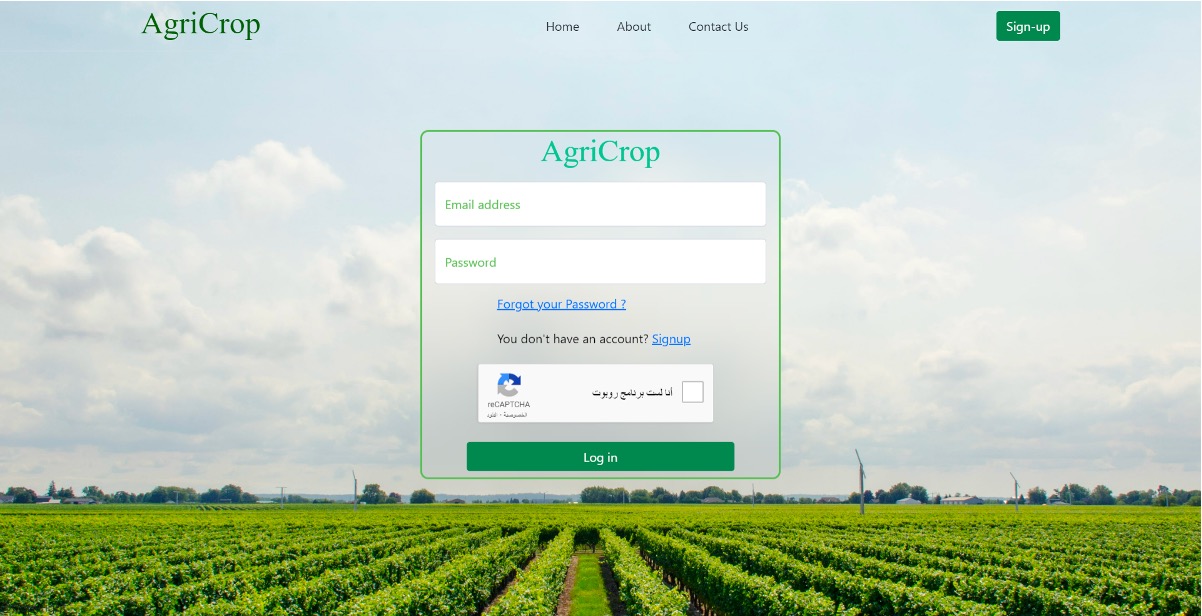 AgriCrop
Home
About
Contact Us
Sign-up
AgriCrop
Email address
Password
Forgot your Password ?
You don't have an account? Signup
أنا لست برنامج روبوت
reCAPTCHA
الخصوصية - البنود
Log in